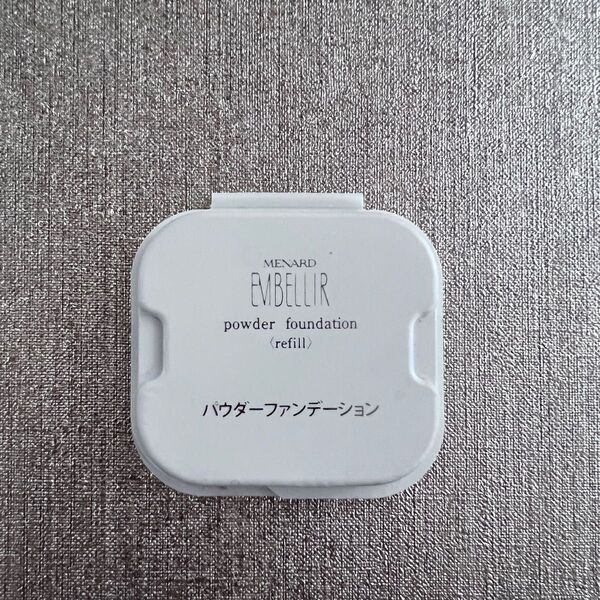 MENARD
EMBELLIR
powder foundation
〈refill〉
パウダーファンデーション